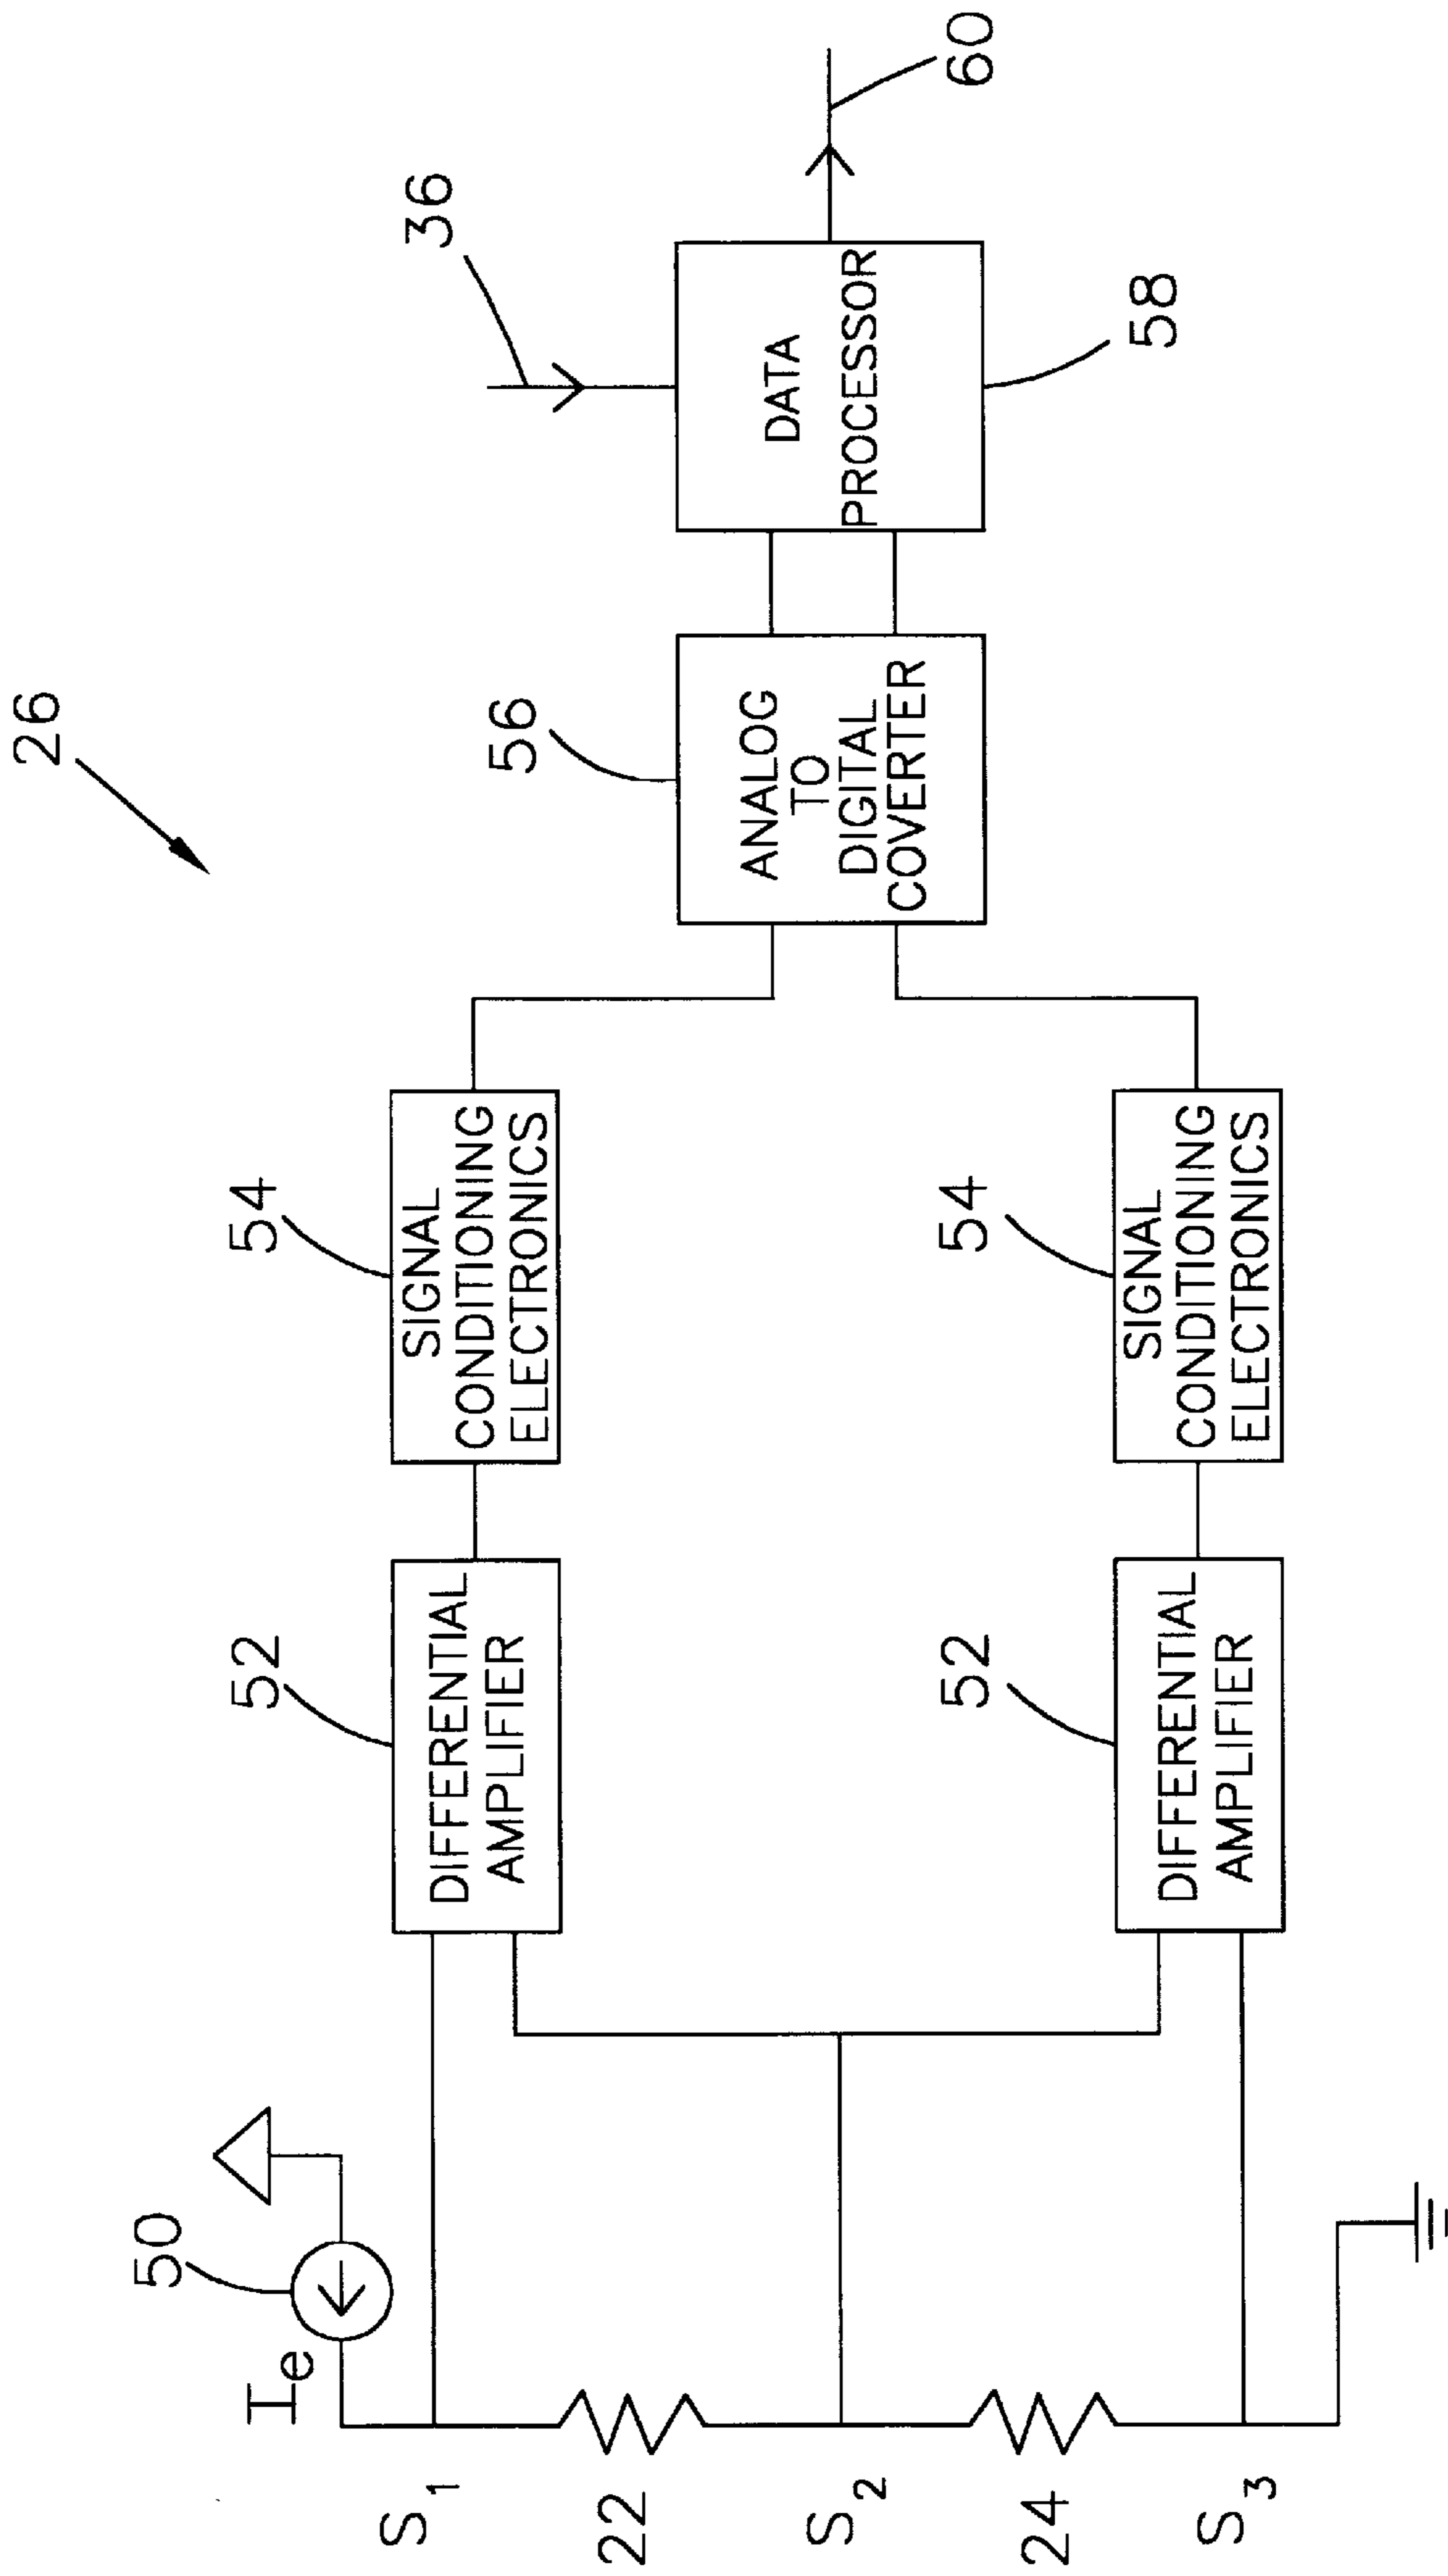 26
36
60
56
ANALOG
TO
DIGITAL
COVERTER
DATA
PROCESSOR
58
50
Ie
52
DIFFERENTIAL
AMPLIFIER
54
SIGNAL
CONDITIONING
ELECTRONICS
S1
22
S2
24
S3
52
DIFFERENTIAL
AMPLIFIER
54
SIGNAL
CONDITIONING
ELECTRONICS